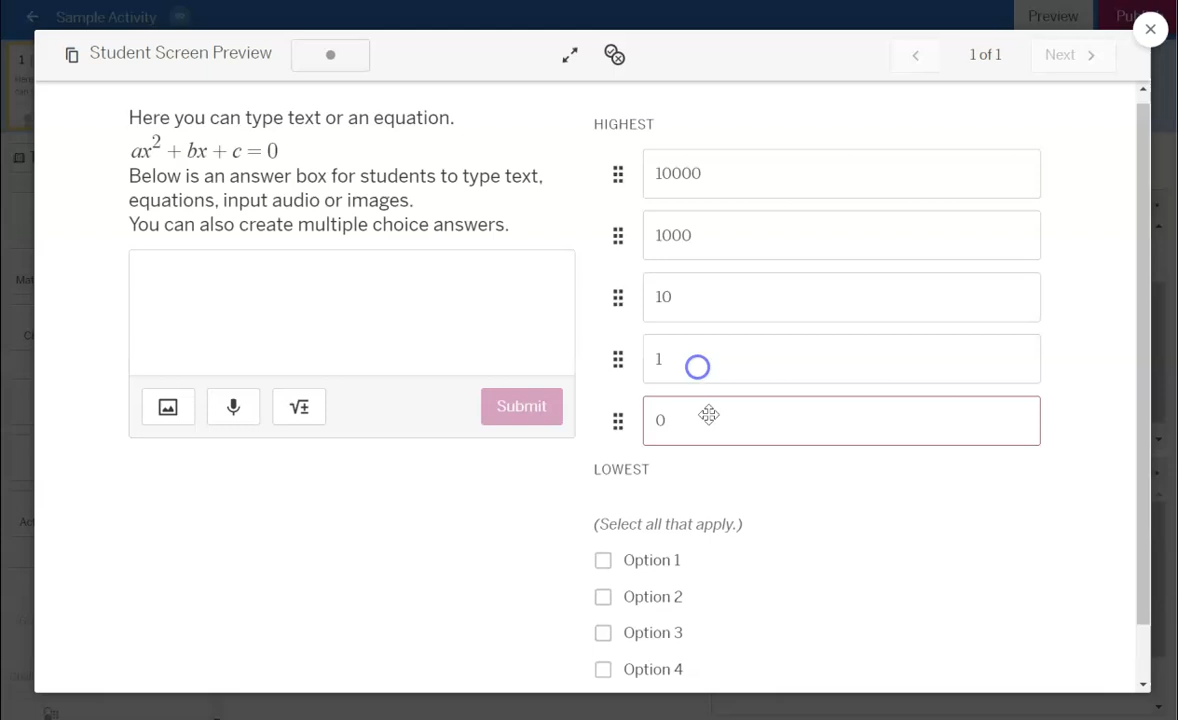 Sample Activity
Preview
Student Screen Preview
1 of 1
Next
Here you can type text or an equation.
ax² + bx + c = 0
Below is an answer box for students to type text,
equations, input audio or images.
You can also create multiple choice answers.
√±
Submit
HIGHEST
10000
1000
10
1
0
LOWEST
(Select all that apply.)
Option 1
Option 2
Option 3
Option 4